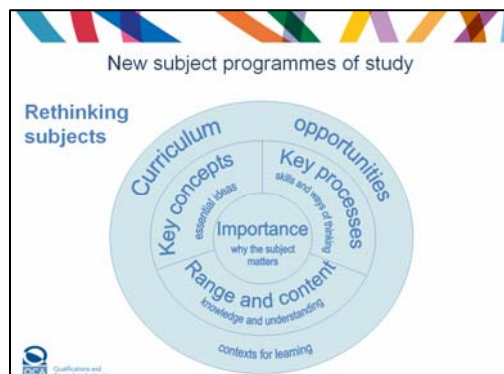 New subject programmes of study
Rethinking
subjects
Curriculum opportunities
Key concepts
essential ideas
Key processes
skills and ways of thinking
Importance
why the subject
matters
Range and content
knowledge and understanding
contexts for learning
QCA
Qualifications and